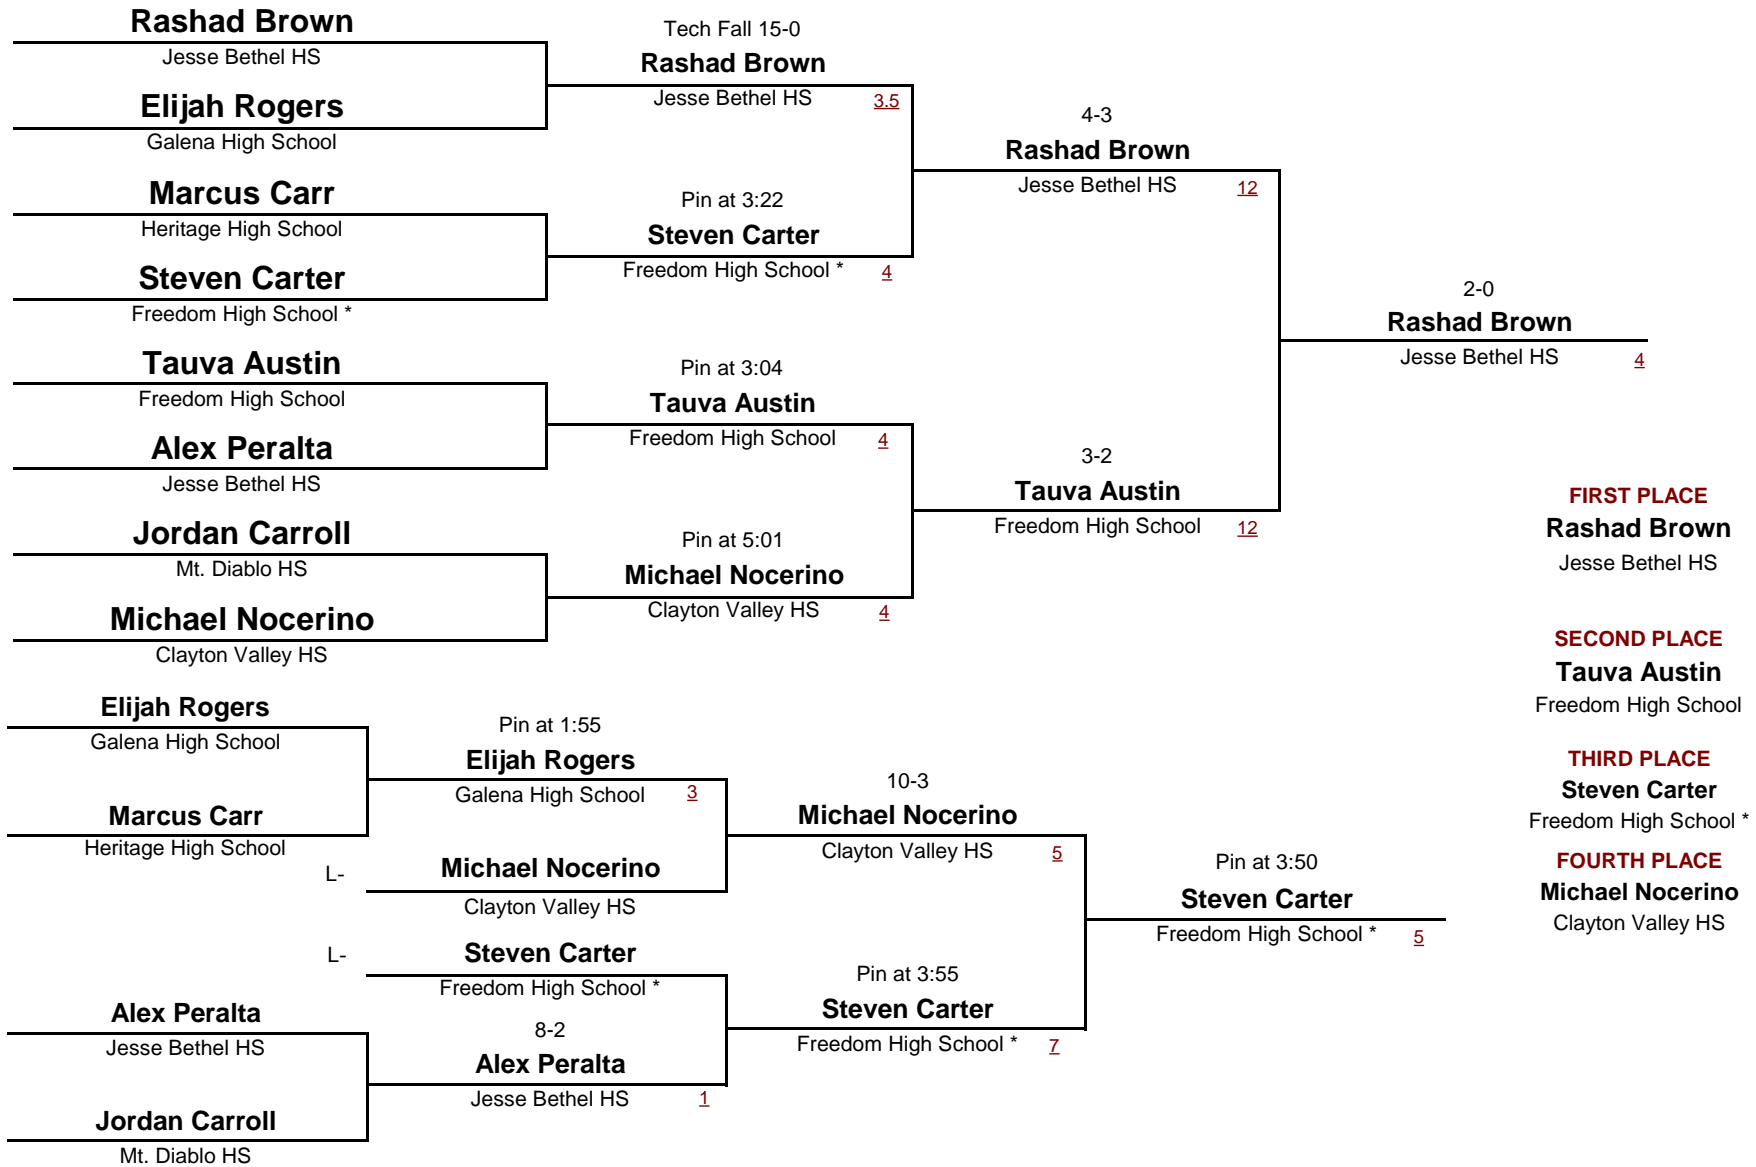 Rashad Brown
Jesse Bethel HS
Elijah Rogers
Galena High School
Marcus Carr
Heritage High School
Steven Carter
Freedom High School *
Tauva Austin
Freedom High School
Alex Peralta
Jesse Bethel HS
Jordan Carroll
Mt. Diablo HS
Michael Nocerino
Clayton Valley HS
Tech Fall 15-0
Rashad Brown
Jesse Bethel HS 3.5
Pin at 3:22
Steven Carter
Freedom High School * 4
Pin at 3:04
Tauva Austin
Freedom High School 4
Pin at 5:01
Michael Nocerino
Clayton Valley HS 4
4-3
Rashad Brown
Jesse Bethel HS 12
3-2
Tauva Austin
Freedom High School 12
2-0
Rashad Brown
Jesse Bethel HS 4
FIRST PLACE
Rashad Brown
Jesse Bethel HS
SECOND PLACE
Tauva Austin
Freedom High School
THIRD PLACE
Steven Carter
Freedom High School *
FOURTH PLACE
Michael Nocerino
Clayton Valley HS
Elijah Rogers
Galena High School
Marcus Carr
Heritage High School
Alex Peralta
Jesse Bethel HS
Jordan Carroll
Mt. Diablo HS
Pin at 1:55
Elijah Rogers
Galena High School 3
L- Michael Nocerino
Clayton Valley HS
L- Steven Carter
Freedom High School *
8-2
Alex Peralta
Jesse Bethel HS 1
10-3
Michael Nocerino
Clayton Valley HS 5
Pin at 3:55
Steven Carter
Freedom High School * 7
Pin at 3:50
Steven Carter
Freedom High School * 5